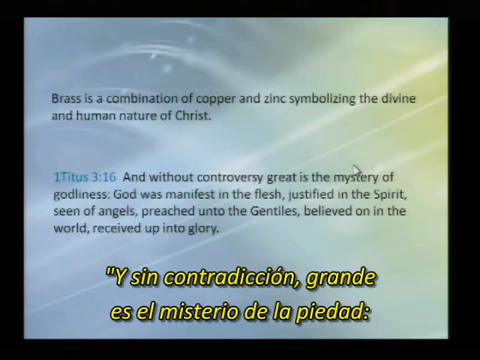 Brass is a combination of copper and zinc symbolizing the divine
and human nature of Christ.
1Titus 3:16 And without controversy great is the mystery of
godliness: God was manifest in the flesh, justified in the Spirit,
seen of angels, preached unto the Gentiles, believed on in the
world, received up into glory.
"Y sin contradicción, grande
es el misterio de la piedad: